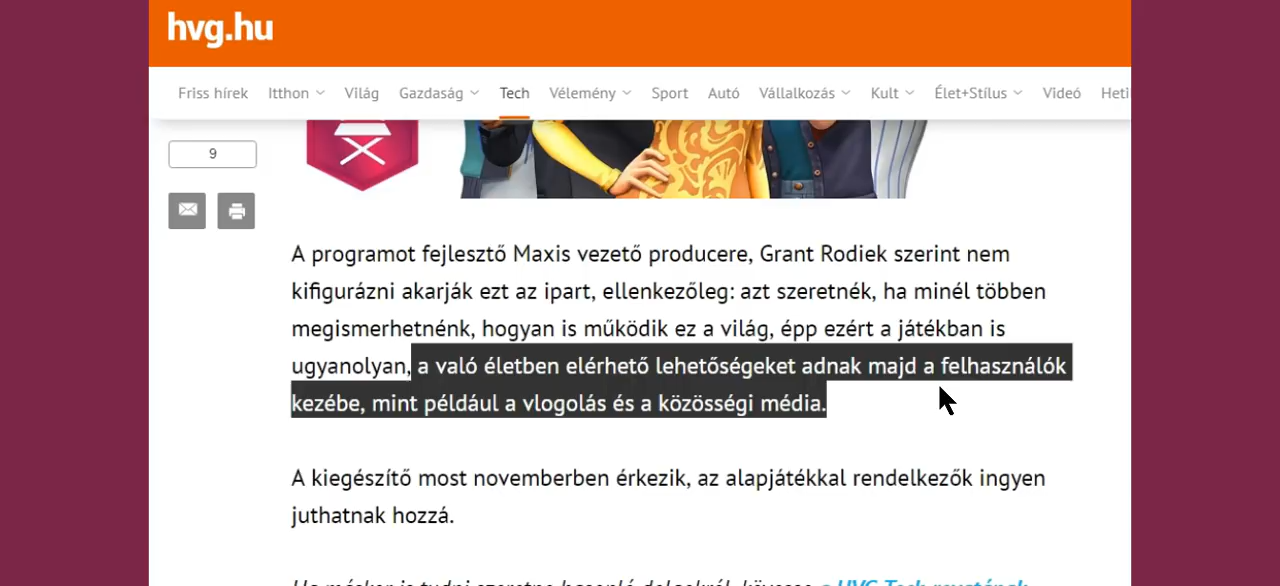 hvg.hu
Friss hírek Itthon Világ Gazdaság Tech Vélemény Sport Autó Vállalkozás Kult Élet+Stílus Videó Heti
9
A programot fejlesztő Maxis vezető producere, Grant Rodiek szerint nem
kifigurázni akarják ezt az ipart, ellenkezőleg: azt szeretnék, ha minél többen
megismerhetnénk, hogyan is működik ez a világ, épp ezért a játékban is
ugyanolyan, a való életben elérhető lehetőségeket adnak majd a felhasználók
kezébe, mint például a vlogolás és a közösségi média.
A kiegészítő most novemberben érkezik, az alapjátékkal rendelkezők ingyen
juthatnak hozzá.